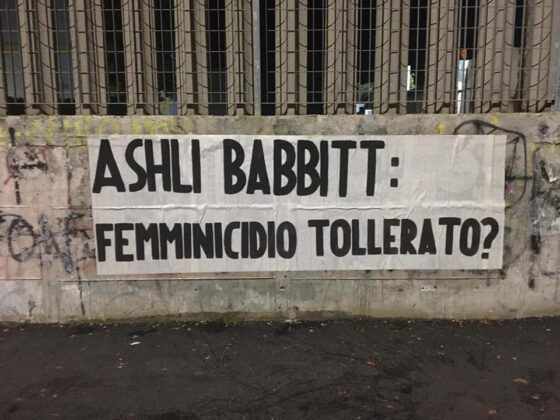 ASHLI BABBITT:
FEMMINICIDIO TOLLERATO?